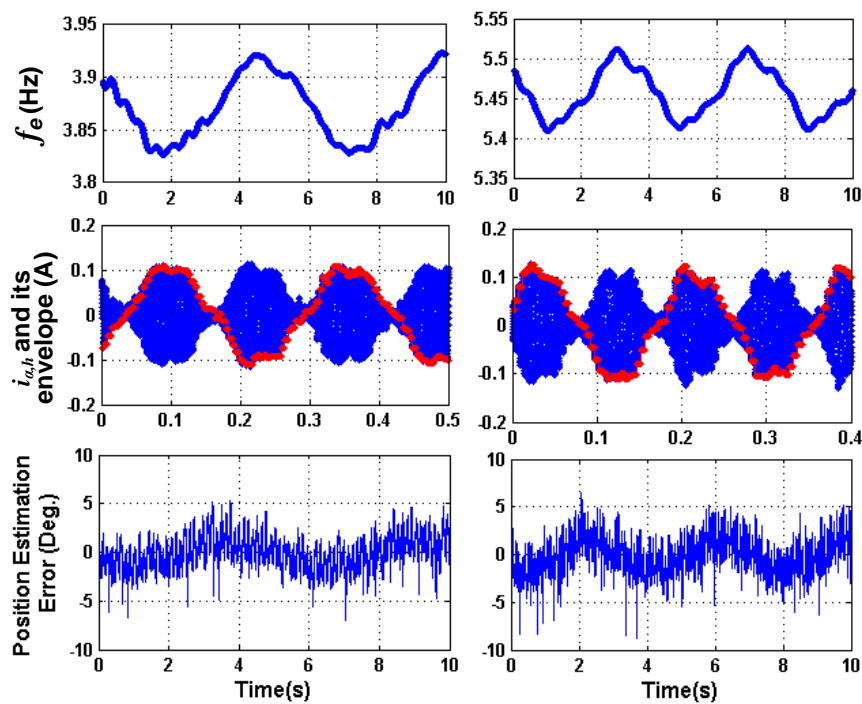 3.95
3.9
3.85
3.8
fe (Hz)
0 2 4 6 8 10
5.55
5.5
5.45
5.4
5.35
0 2 4 6 8 10
0.2
0.1
0
-0.1
-0.2
iα,h and its
envelope (A)
0 0.1 0.2 0.3 0.4 0.5
0.2
0.1
0
-0.1
-0.2
0 0.1 0.2 0.3 0.4
10
5
0
-5
-10
Position Estimation
Error (Deg.)
0 2 4 6 8 10
Time(s)
10
5
0
-5
-10
0 2 4 6 8 10
Time(s)